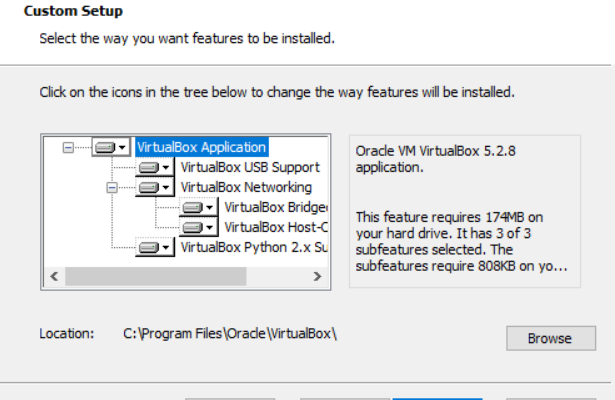 Custom Setup
Select the way you want features to be installed.
Click on the icons in the tree below to change the way features will be installed.
VirtualBox Application
VirtualBox USB Support
VirtualBox Networking
VirtualBox Bridge
VirtualBox Host-C
VirtualBox Python 2.x Su
Oracle VM VirtualBox 5.2.8
application.
This feature requires 174MB on
your hard drive. It has 3 of 3
subfeatures selected. The
subfeatures require 808KB on yo...
Location: C:\Program Files\Oracle\VirtualBox\
Browse